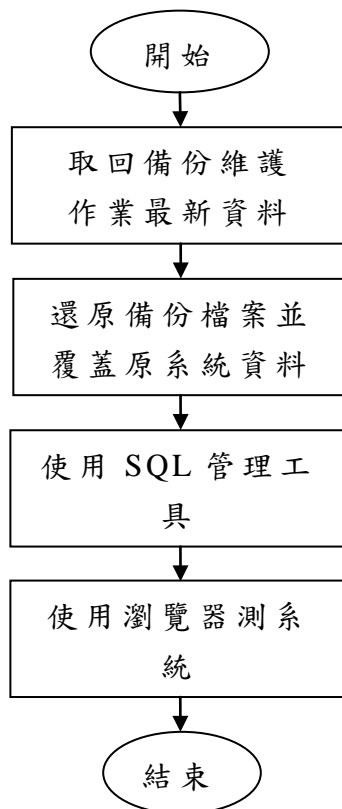 開始
取回備份維護
作業最新資料
還原備份檔案並
覆蓋原系統資料
使用 SQL 管理工
具
使用瀏覽器測系
統
結束